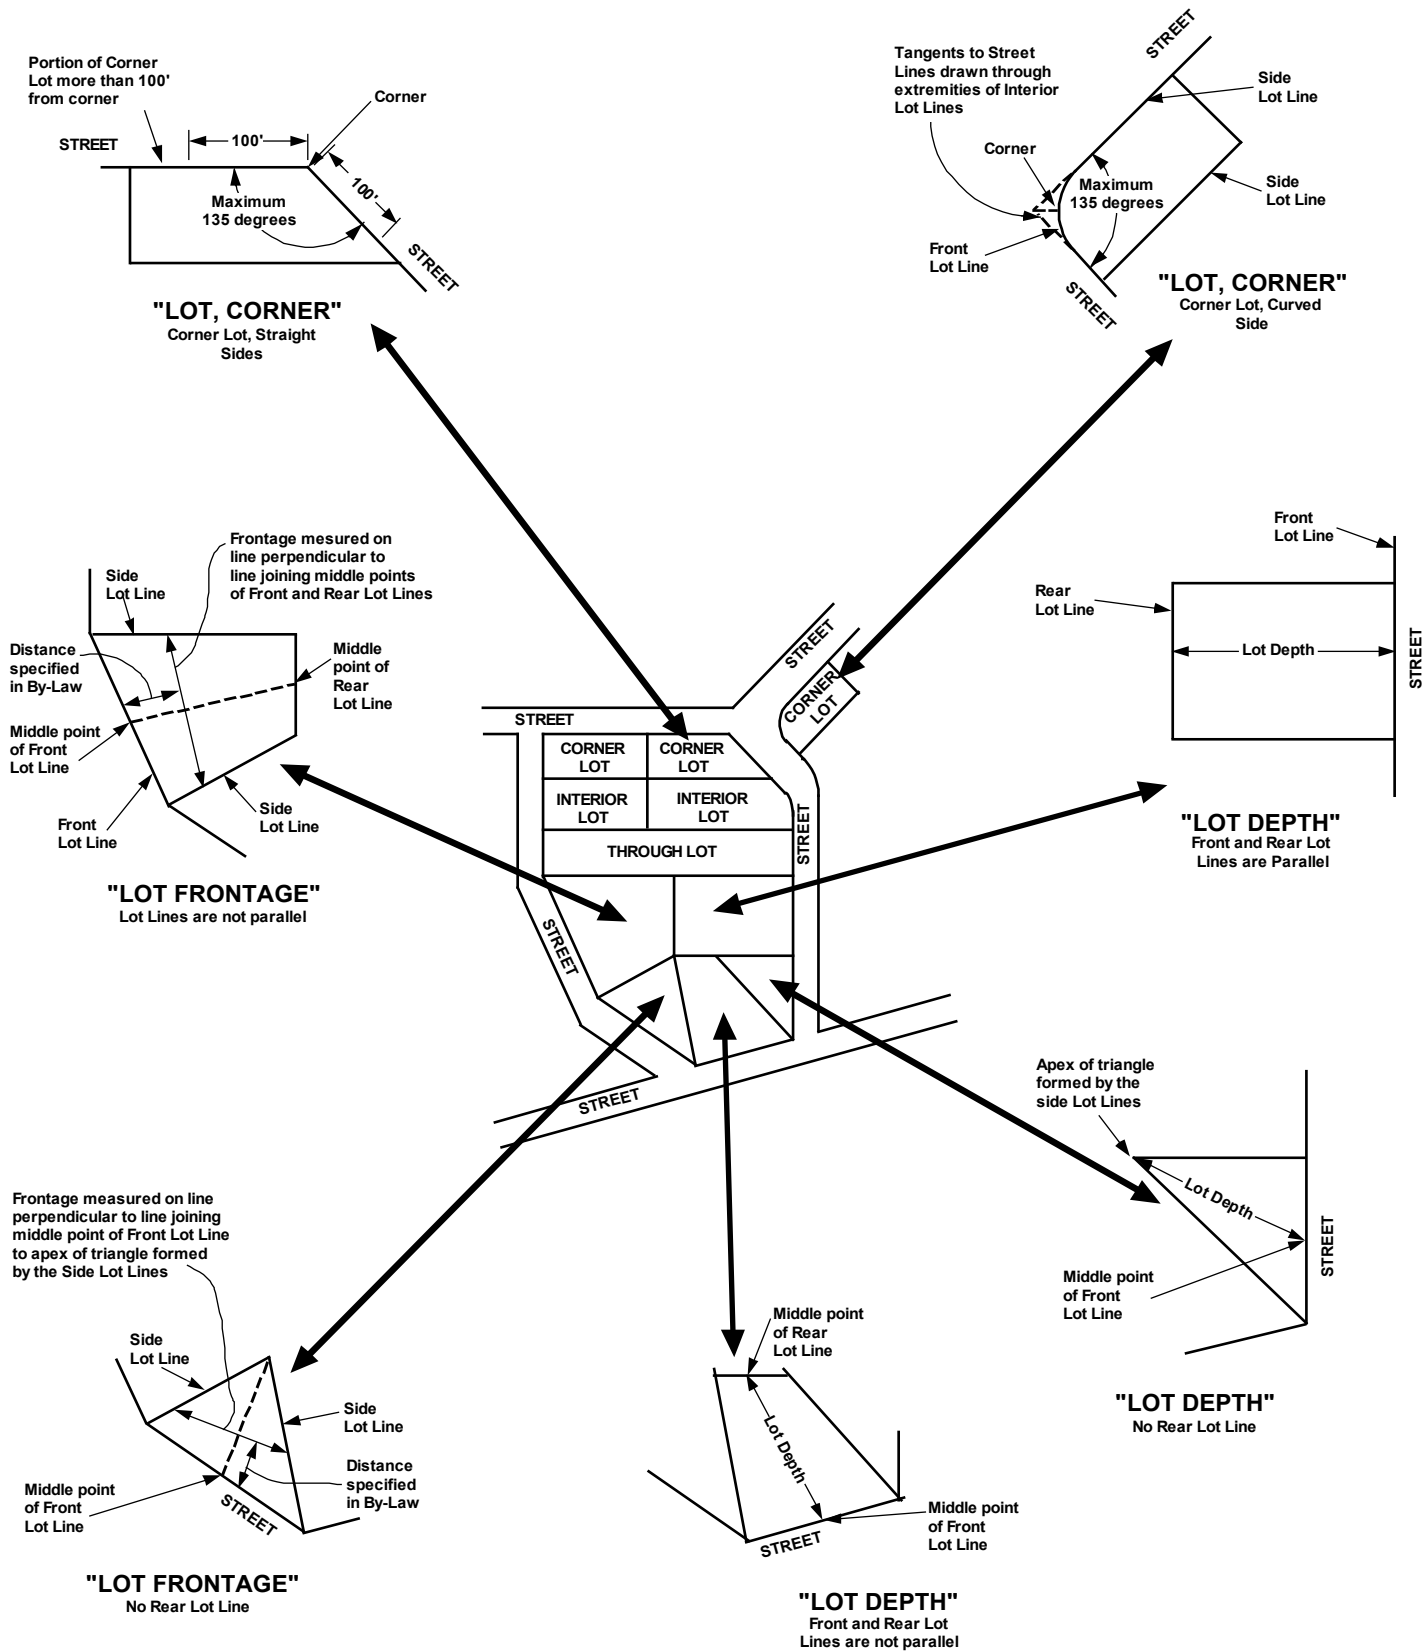 Portion of Corner
Lot more than 100'
from corner
Corner
STREET
100'
100'
Maximum
135 degrees
STREET
"LOT, CORNER"
Corner Lot, Straight
Sides
STREET
Tangents to Street
Lines drawn through
extremities of Interior
Lot Lines
Side
Lot Line
Corner
Maximum
135 degrees
Side
Lot Line
Front
Lot Line
STREET
"LOT, CORNER"
Corner Lot, Curved
Side
Frontage mesured on
line perpendicular to
line joining middle points
of Front and Rear Lot Lines
Side
Lot Line
Distance
specified
in By-Law
Middle
point of
Rear
Lot Line
Middle point
of Front
Lot Line
Side
Lot Line
Front
Lot Line
"LOT FRONTAGE"
Lot Lines are not parallel
STREET
STREET
CORNER
LOT
CORNER
LOT
CORNER
LOT
INTERIOR
LOT
INTERIOR
LOT
THROUGH LOT
STREET
STREET
STREET
Front
Lot Line
Rear
Lot Line
Lot Depth
STREET
"LOT DEPTH"
Front and Rear Lot
Lines are Parallel
Apex of triangle
formed by the
side Lot Lines
Lot Depth
STREET
Middle point
of Front
Lot Line
"LOT DEPTH"
No Rear Lot Line
Frontage measured on line
perpendicular to line joining
middle point of Front Lot Line
to apex of triangle formed
by the Side Lot Lines
Side
Lot Line
Side
Lot Line
Distance
specified
in By-Law
Middle point
of Front
Lot Line
STREET
"LOT FRONTAGE"
No Rear Lot Line
Middle point
of Rear
Lot Line
Lot Depth
Middle point
of Front
Lot Line
STREET
"LOT DEPTH"
Front and Rear Lot
Lines are not parallel